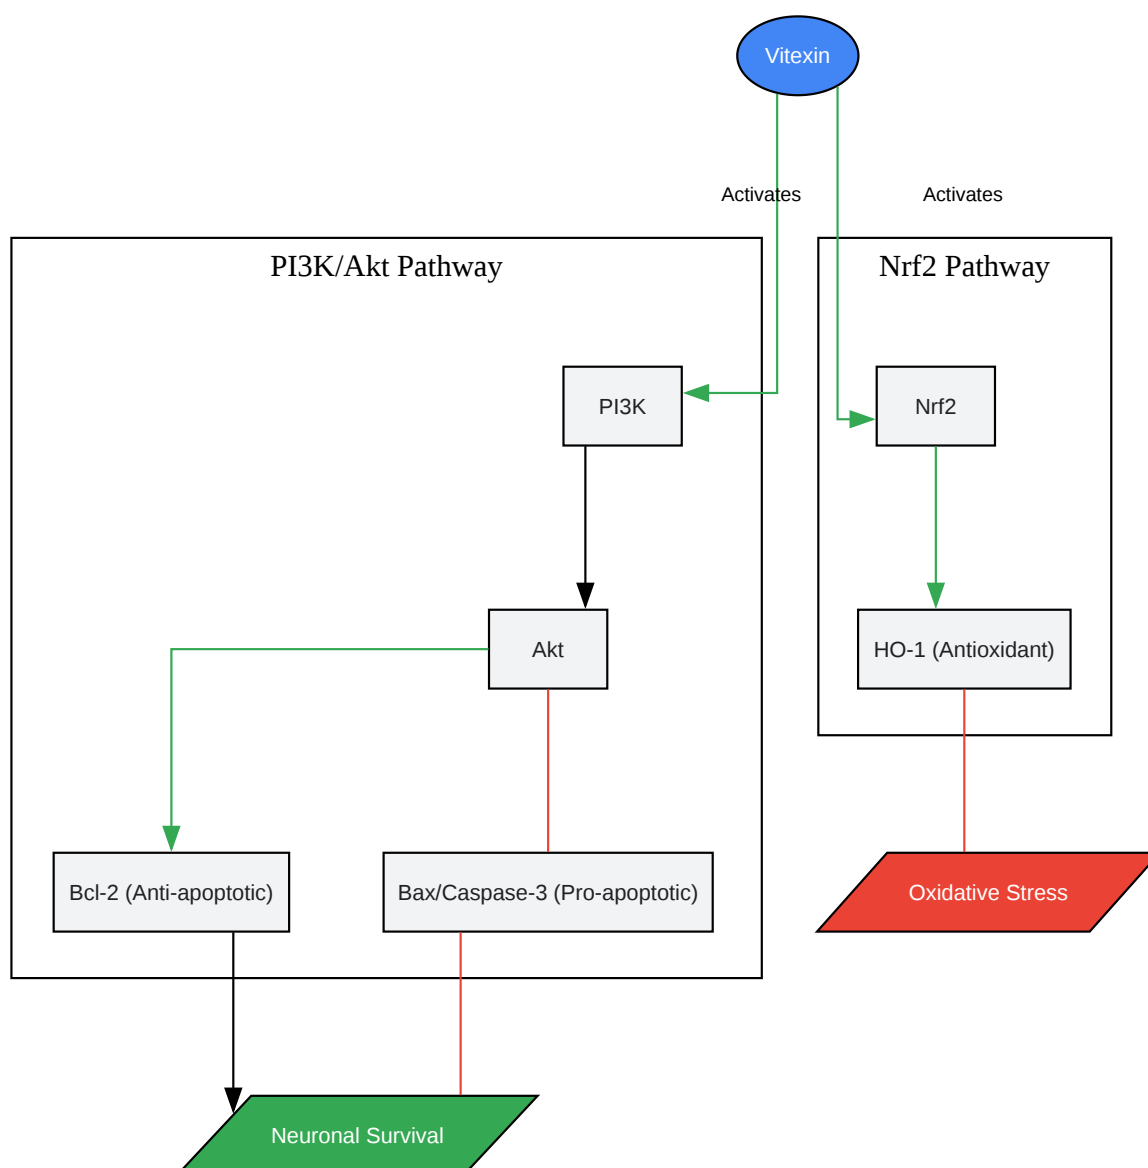 Vitexin
Activates
Activates
PI3K/Akt Pathway
Nrf2 Pathway
PI3K
Nrf2
Akt
HO-1 (Antioxidant)
Bcl-2 (Anti-apoptotic)
Bax/Caspase-3 (Pro-apoptotic)
Oxidative Stress
Neuronal Survival